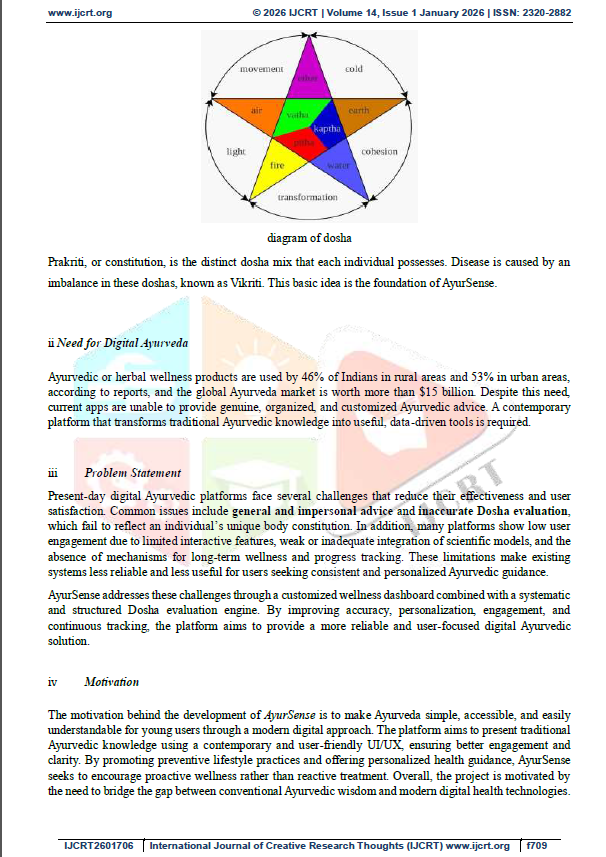 www.ijcrt.org © 2026 IJCRT | Volume 14, Issue 1 January 2026 | ISSN: 2320-2882
movement
cold
ether
air
vatha
earth
kaptha
pitha
light
cohesion
fire
water
transformation
diagram of dosha
Prakriti, or constitution, is the distinct dosha mix that each individual possesses. Disease is caused by an
imbalance in these doshas, known as Vikriti. This basic idea is the foundation of AyurSense.
ii Need for Digital Ayurveda
Ayurvedic or herbal wellness products are used by 46% of Indians in rural areas and 53% in urban areas,
according to reports, and the global Ayurveda market is worth more than $15 billion. Despite this need,
current apps are unable to provide genuine, organized, and customized Ayurvedic advice. A contemporary
platform that transforms traditional Ayurvedic knowledge into useful, data-driven tools is required.
iii Problem Statement
Present-day digital Ayurvedic platforms face several challenges that reduce their effectiveness and user
satisfaction. Common issues include general and impersonal advice and inaccurate Dosha evaluation,
which fail to reflect an individual's unique body constitution. In addition, many platforms show low user
engagement due to limited interactive features, weak or inadequate integration of scientific models, and the
absence of mechanisms for long-term wellness and progress tracking. These limitations make existing
systems less reliable and less useful for users seeking consistent and personalized Ayurvedic guidance.
AyurSense addresses these challenges through a customized wellness dashboard combined with a systematic
and structured Dosha evaluation engine. By improving accuracy, personalization, engagement, and
continuous tracking, the platform aims to provide a more reliable and user-focused digital Ayurvedic
solution.
IJCRT
iv Motivation
The motivation behind the development of AyurSense is to make Ayurveda simple, accessible, and easily
understandable for young users through a modern digital approach. The platform aims to present traditional
Ayurvedic knowledge using a contemporary and user-friendly UI/UX, ensuring better engagement and
clarity. By promoting preventive lifestyle practices and offering personalized health guidance, AyurSense
seeks to encourage proactive wellness rather than reactive treatment. Overall, the project is motivated by
the need to bridge the gap between conventional Ayurvedic wisdom and modern digital health technologies.
IJCRT2601706 International Journal of Creative Research Thoughts (IJCRT) www.ijcrt.org f709